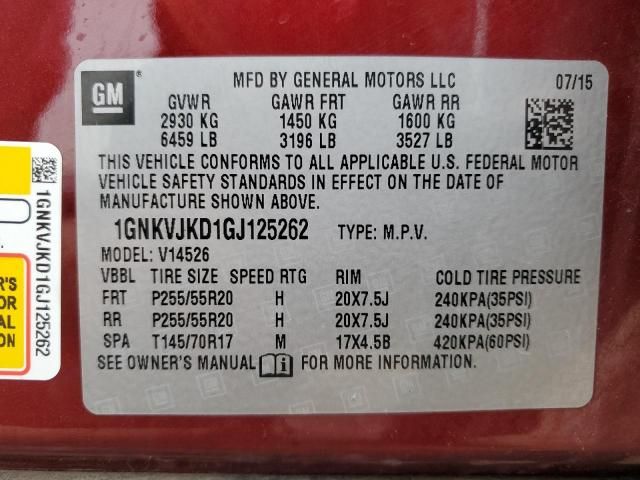 GM
®
MFD BY GENERAL MOTORS LLC 07/15
GVWR GAWR FRT GAWR RR
2930 KG 1450 KG 1600 KG
6459 LB 3196 LB 3527 LB
THIS VEHICLE CONFORMS TO ALL APPLICABLE U.S. FEDERAL MOTOR
VEHICLE SAFETY STANDARDS IN EFFECT ON THE DATE OF
MANUFACTURE SHOWN ABOVE.
1GNKVJKD1GJ125262 TYPE: M.P.V.
MODEL: V14526
VBBL TIRE SIZE SPEED RTG RIM COLD TIRE PRESSURE
FRT P255/55R20 H 20X7.5J 240KPA(35PSI)
RR P255/55R20 H 20X7.5J 240KPA(35PSI)
SPA T145/70R17 M 17X4.5B 420KPA(60PSI)
SEE OWNER'S MANUAL i FOR MORE INFORMATION.
1GNKVJKD1GJ125262
R'S
OR
AL
ON